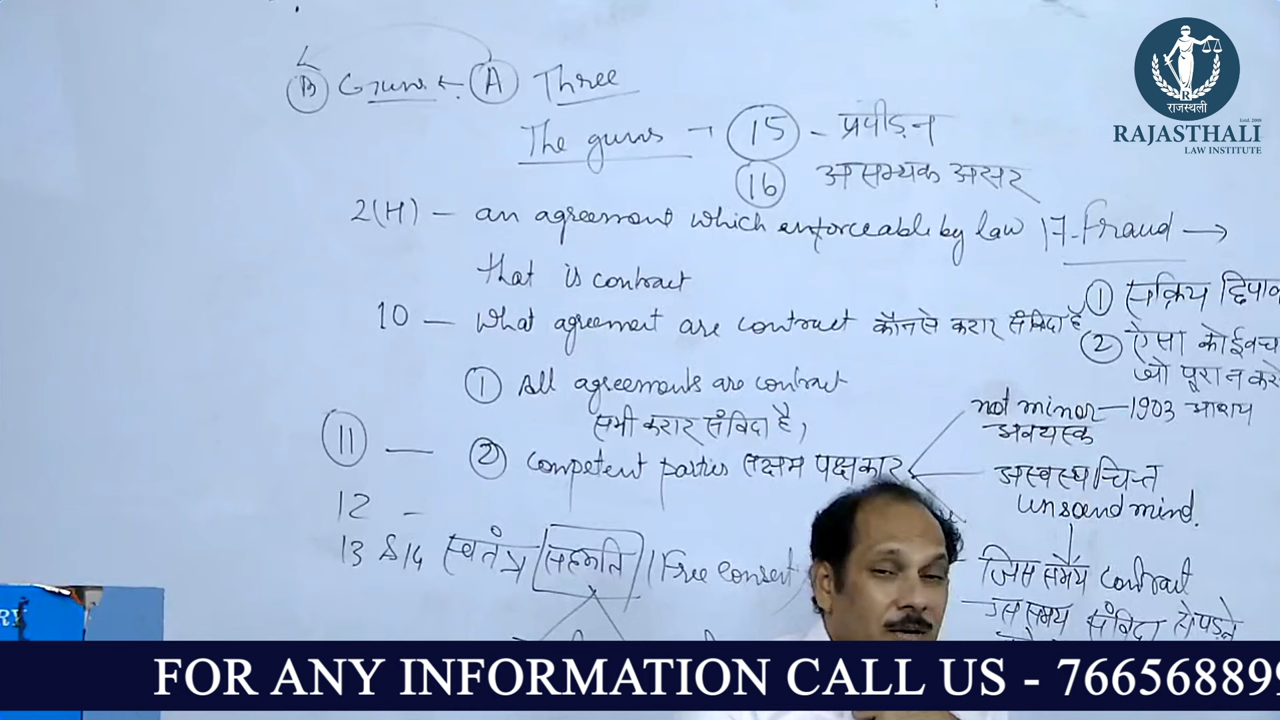 B Guns ← A Three
The guns → 15 - प्रपीड़न
16 असम्यक असर
2(H) - an agreement which enforceable by law
that is contract
17-Fraud →
① सक्रिय छिपाव
② ऐसा कोई वच
जो पूरा न करे
10 - What agreement are contract कौनसे करार संविदा है
① All agreements are contract
सभी करार संविदा है,
11 — ② Competent parties सक्षम पक्षकार
not minor - 1903
अवयस्क
अस्वस्थचित्त
unsound mind.
जिस समय contract
उस समय संविदा
12 -
13 &14 स्वतंत्र सहमति / Free consent
राजस्थली
Estd. 2008
RAJASTHALI
LAW INSTITUTE
RY
FOR ANY INFORMATION CALL US - 766568899